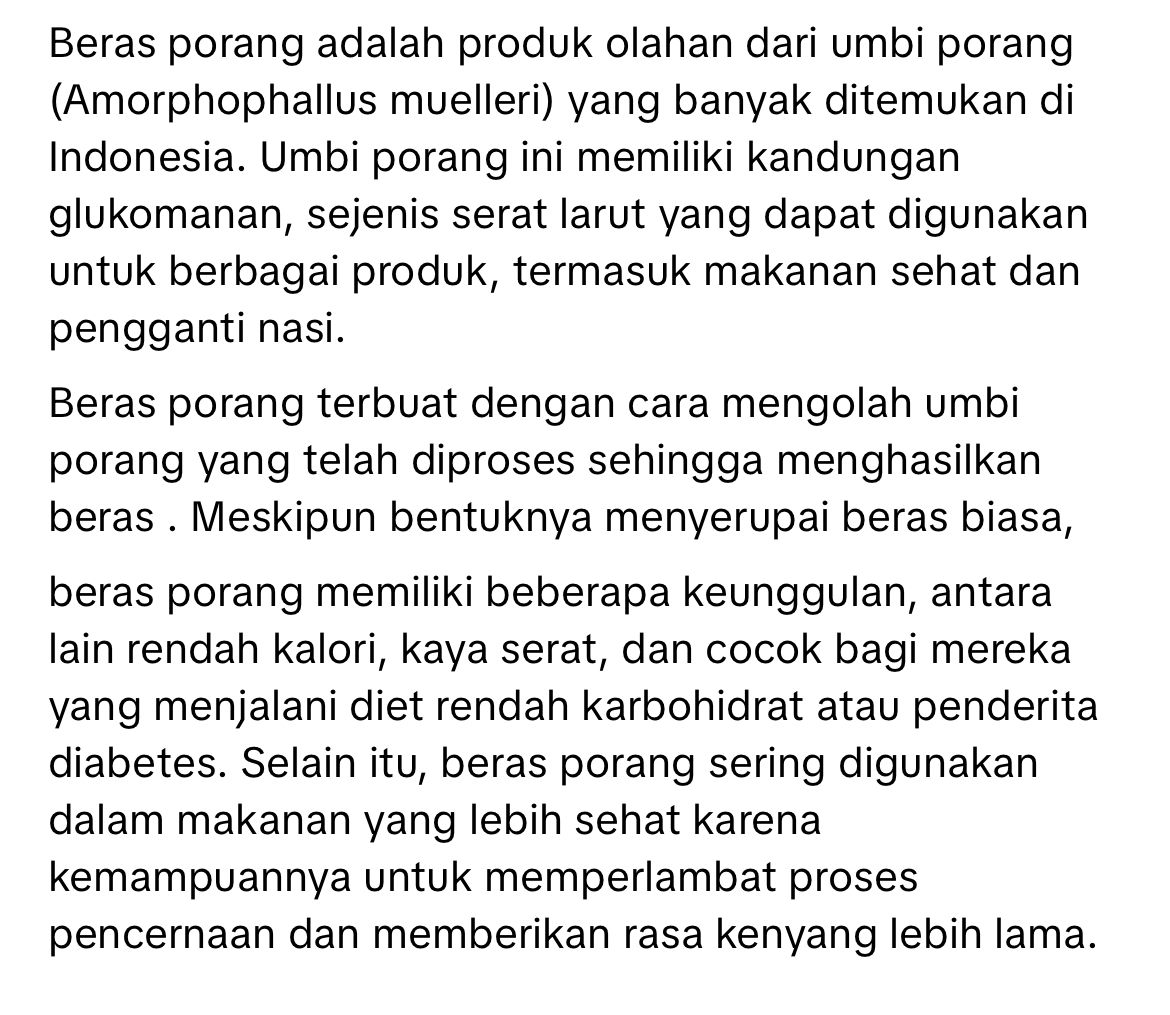 Beras porang adalah produk olahan dari umbi porang
(Amorphophallus muelleri) yang banyak ditemukan di
Indonesia. Umbi porang ini memiliki kandungan
glukomanan, sejenis serat larut yang dapat digunakan
untuk berbagai produk, termasuk makanan sehat dan
pengganti nasi.
Beras porang terbuat dengan cara mengolah umbi
porang yang telah diproses sehingga menghasilkan
beras . Meskipun bentuknya menyerupai beras biasa,
beras porang memiliki beberapa keunggulan, antara
lain rendah kalori, kaya serat, dan cocok bagi mereka
yang menjalani diet rendah karbohidrat atau penderita
diabetes. Selain itu, beras porang sering digunakan
dalam makanan yang lebih sehat karena
kemampuannya untuk memperlambat proses
pencernaan dan memberikan rasa kenyang lebih lama.